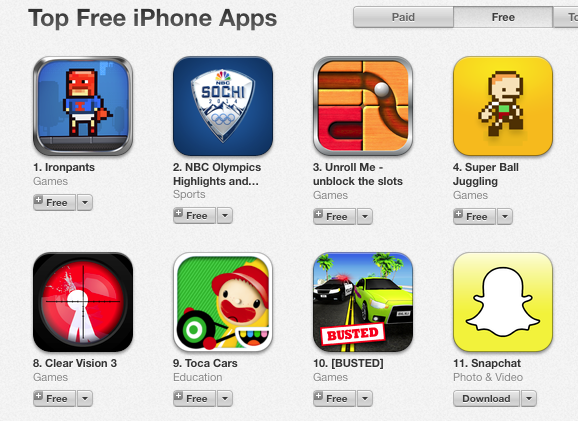 Top Free iPhone Apps
Paid
Free
To
NBC
SOCHI
2014
1. Ironpants
Games
Free
2. NBC Olympics
Highlights and...
Sports
Free
3. Unroll Me -
unblock the slots
Games
Free
4. Super Ball
Juggling
Games
Free
BUSTED
8. Clear Vision 3
Games
Free
9. Toca Cars
Education
Free
10. [BUSTED]
Games
Free
11. Snapchat
Photo & Video
Download